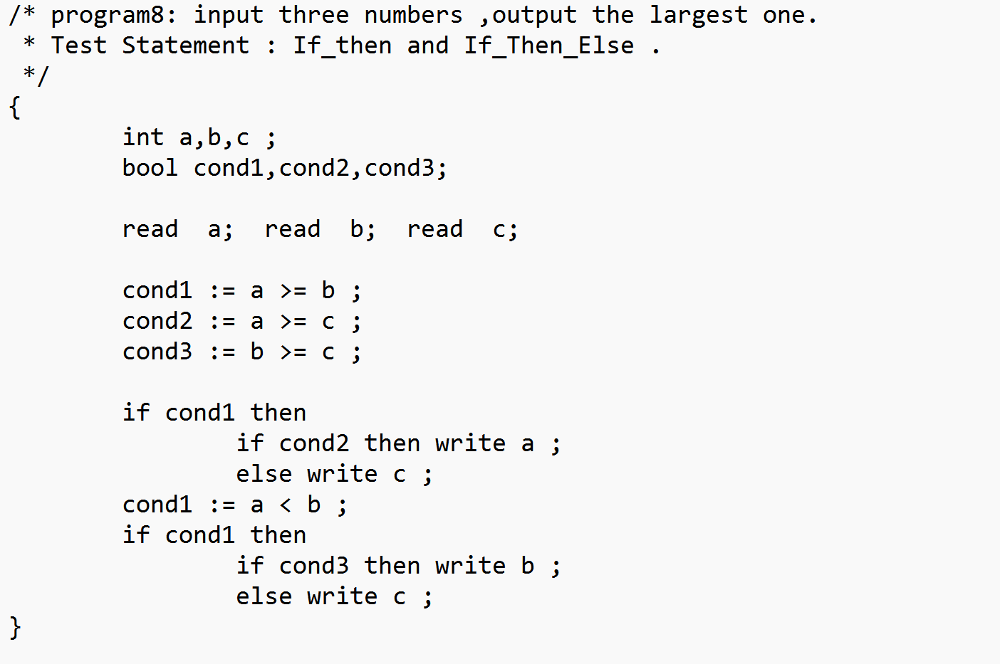 /* program8: input three numbers ,output the largest one.
 * Test Statement : If_then and If_Then_Else .
 */
{
        int a,b,c ;
        bool cond1,cond2,cond3;

        read  a;  read  b;  read  c;

        cond1 := a >= b ;
        cond2 := a >= c ;
        cond3 := b >= c ;

        if cond1 then
                if cond2 then write a ;
                else write c ;
        cond1 := a < b ;
        if cond1 then
                if cond3 then write b ;
                else write c ;
}